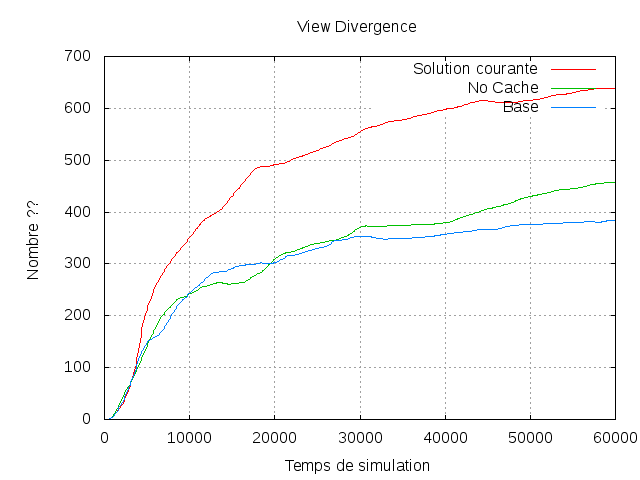 View Divergence
700
600
500
400
300
200
100
0
Nombre ??
Solution courante
No Cache
Base
0 10000 20000 30000 40000 50000 60000
Temps de simulation